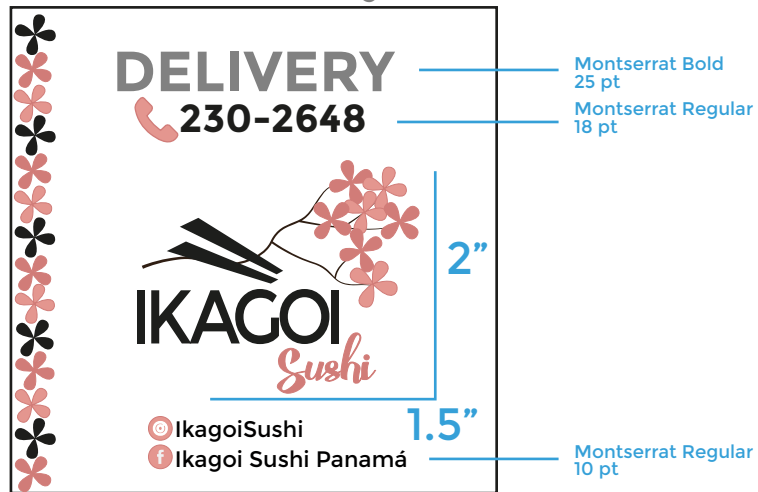 DELIVERY
230-2648
IKAGOI
Sushi
IkagoiSushi
Ikagoi Sushi Panamá
2”
1.5”
Montserrat Bold
25 pt
Montserrat Regular
18 pt
Montserrat Regular
10 pt